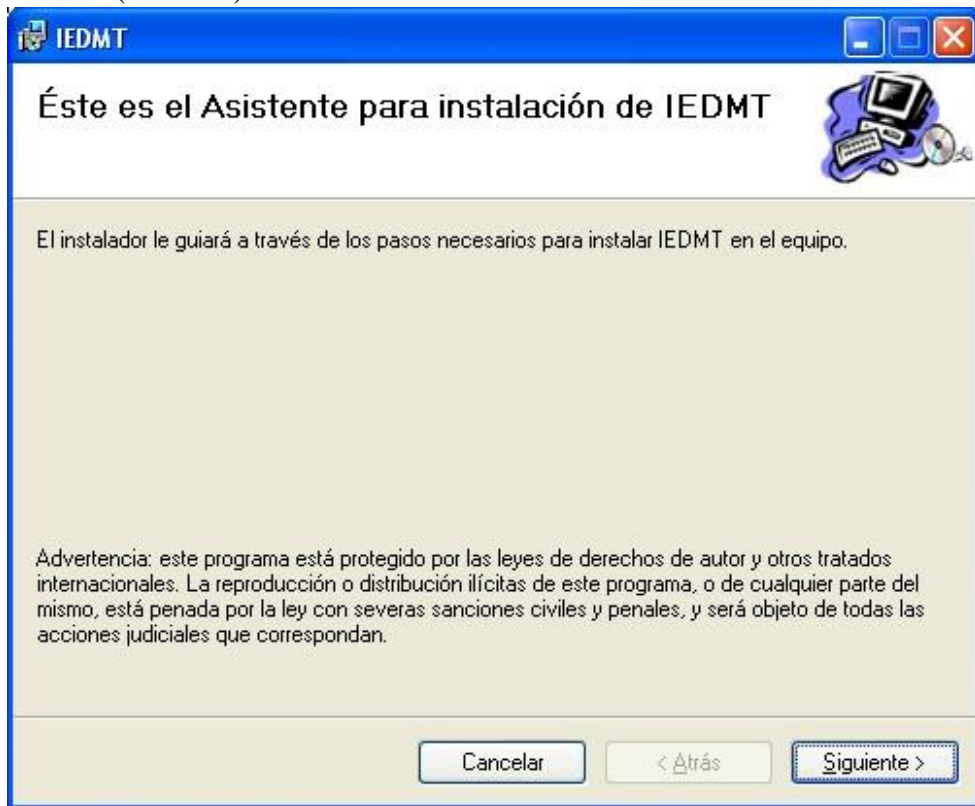 IEDMT
Éste es el Asistente para instalación de IEDMT
El instalador le guiará a través de los pasos necesarios para instalar IEDMT en el equipo.
Advertencia: este programa está protegido por las leyes de derechos de autor y otros tratados
internacionales. La reproducción o distribución ilícitas de este programa, o de cualquier parte del
mismo, está penada por la ley con severas sanciones civiles y penales, y será objeto de todas las
acciones judiciales que correspondan.
Cancelar
< Atrás
Siguiente >